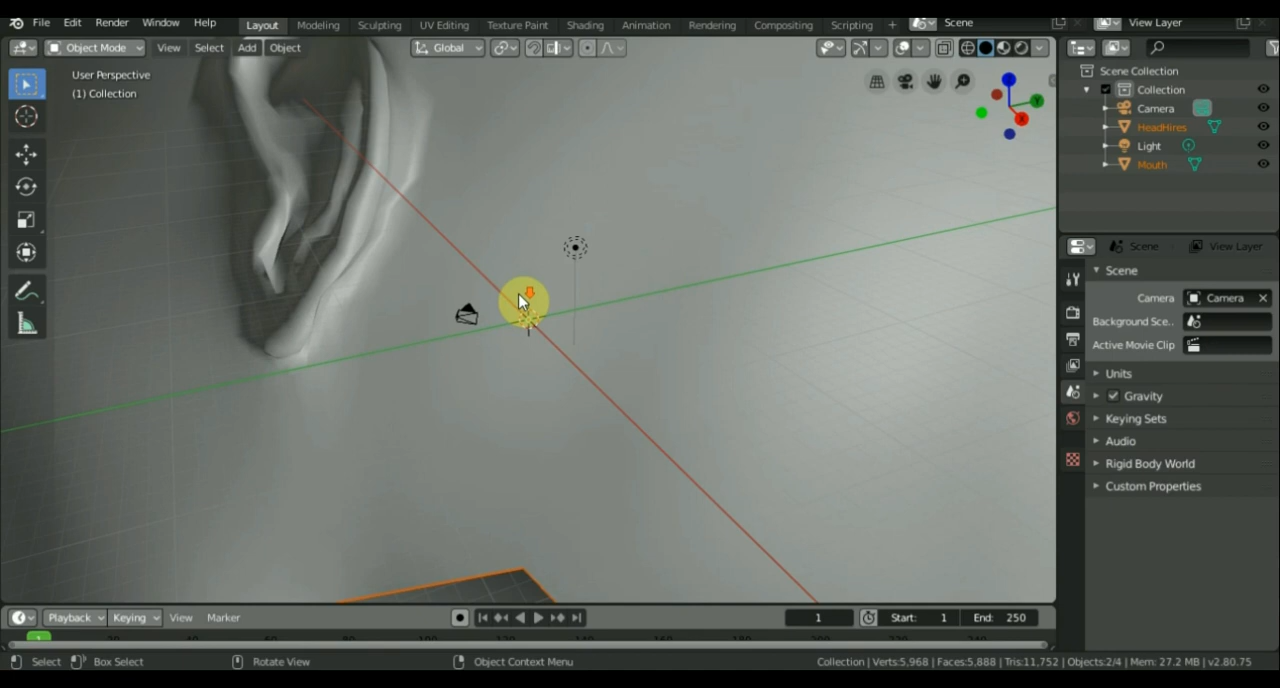 File Edit Render Window Help Layout Modeling Sculpting UV Editing Texture Paint Shading Animation Rendering Compositing Scripting + Scene View Layer
Object Mode View Select Add Object Global
User Perspective
(1) Collection
Y
X
Scene Collection
Collection
Camera
HeadHires
Light
Mouth
Scene View Layer
Scene
Camera Camera
Background Sce..
Active Movie Clip
Units
Gravity
Keying Sets
Audio
Rigid Body World
Custom Properties
Playback Keying View Marker 1 Start: 1 End: 250
1
Select Box Select Rotate View Object Context Menu Collection | Verts:5,968 | Faces:5,888 | Tris:11,752 | Objects:2/4 | Mem: 27.2 MB | v2.80.75